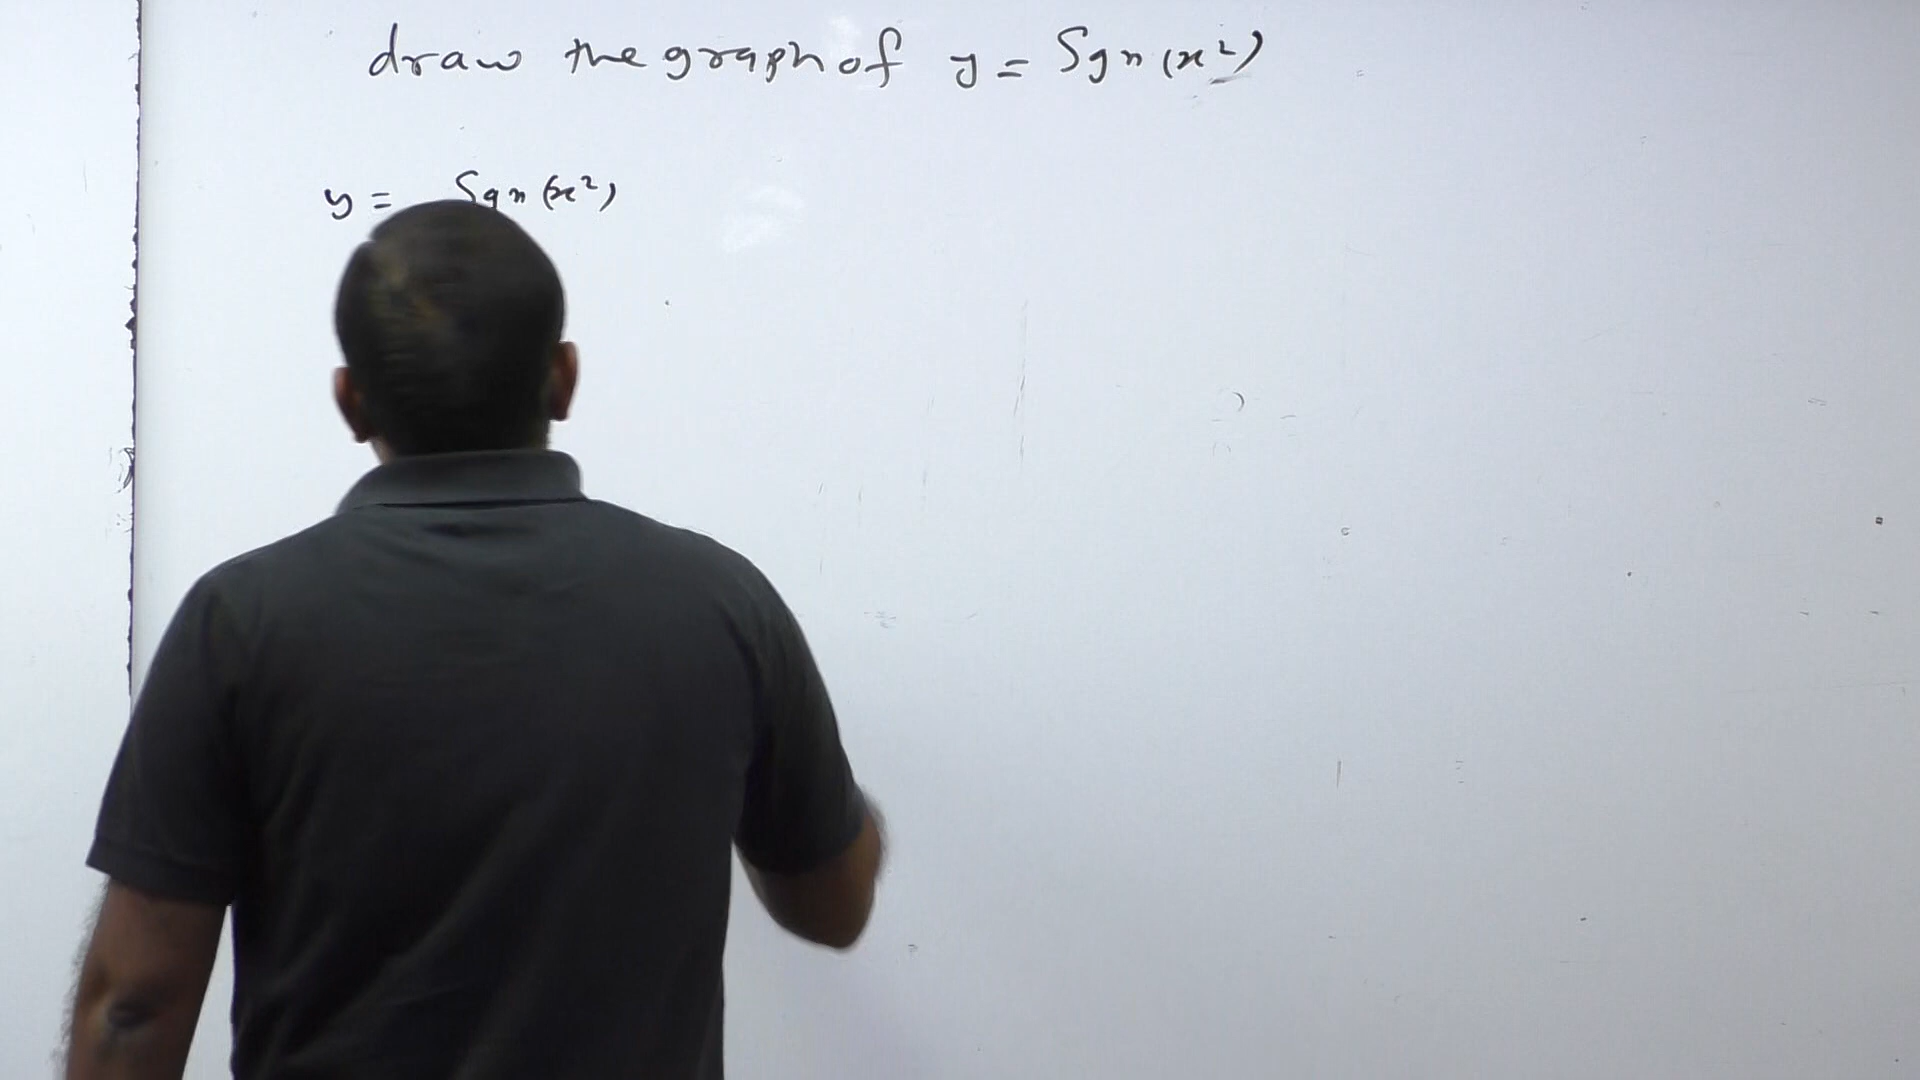 draw the graph of y = Sgn(x²)
y = Sgn(x²)